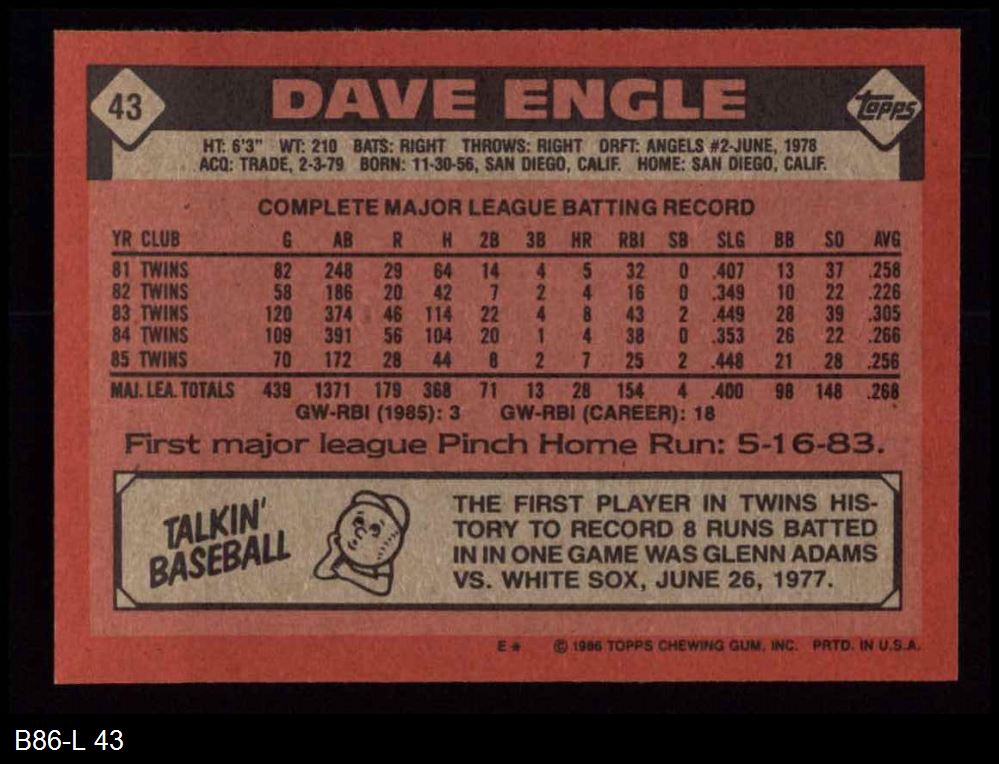 43
DAVE ENGLE
Topps
HT: 6'3" WT: 210 BATS: RIGHT THROWS: RIGHT DRFT: ANGELS #2-JUNE, 1978
ACQ: TRADE, 2-3-79 BORN: 11-30-56, SAN DIEGO, CALIF. HOME: SAN DIEGO, CALIF.
COMPLETE MAJOR LEAGUE BATTING RECORD
YR CLUB G AB R H 2B 3B HR RBI SB SLG BB SO AVG
81 TWINS 82 248 29 64 14 4 5 32 0 .407 13 37 .258
82 TWINS 58 186 20 42 7 2 4 16 0 .349 10 22 .226
83 TWINS 120 374 46 114 22 4 8 43 2 .449 28 39 .305
84 TWINS 109 391 56 104 20 1 4 38 0 .353 26 22 .266
85 TWINS 70 172 28 44 8 2 7 25 2 .448 21 28 .256
MAJ. LEA. TOTALS 439 1371 179 368 71 13 28 154 4 .400 98 148 .268
GW-RBI (1985): 3 GW-RBI (CAREER): 18
First major league Pinch Home Run: 5-16-83.
TALKIN'
BASEBALL
THE FIRST PLAYER IN TWINS HIS-
TORY TO RECORD 8 RUNS BATTED
IN IN ONE GAME WAS GLENN ADAMS
VS. WHITE SOX, JUNE 26, 1977.
E * © 1986 TOPPS CHEWING GUM, INC. PRTD. IN U.S.A.
B86-L 43